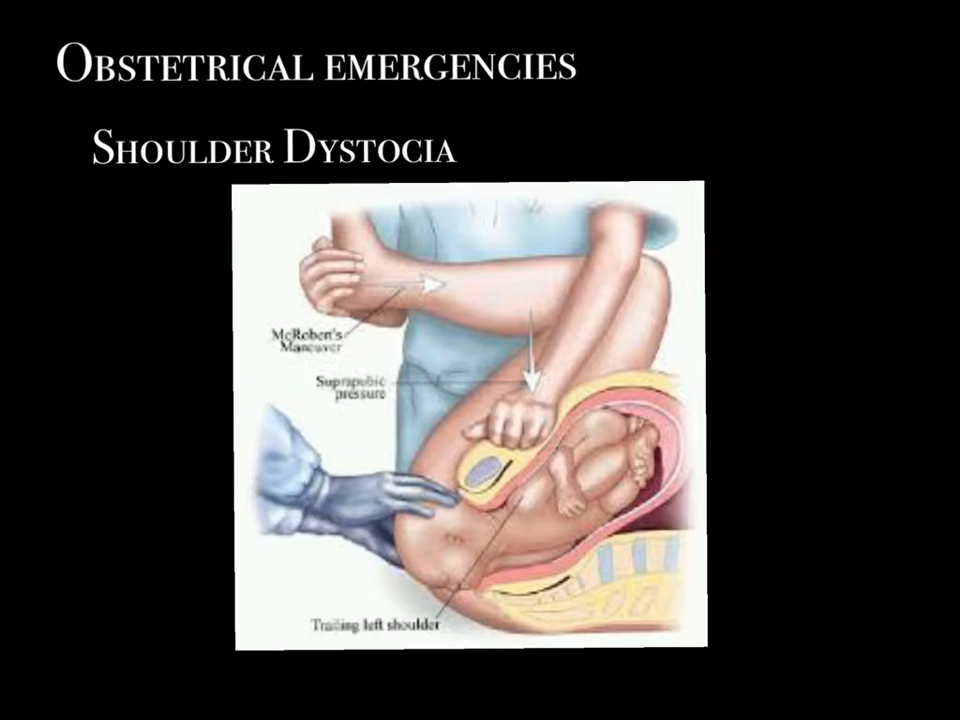 Obstetrical emergencies
Shoulder Dystocia
McRobert's
Maneuver
Suprapubic
pressure
Trailing left shoulder